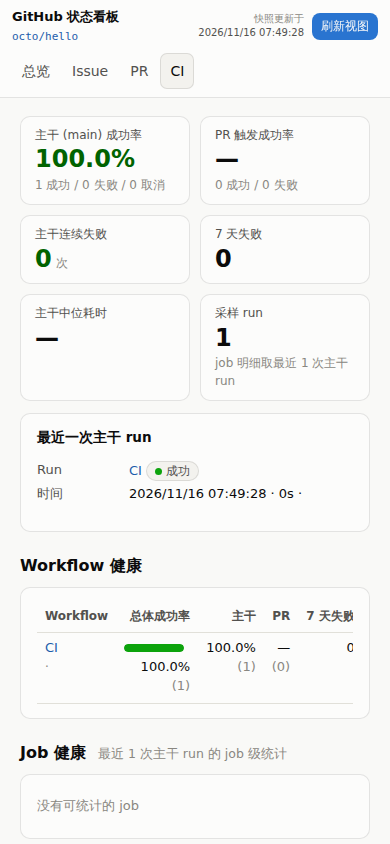 GitHub 状态看板
octo/hello
快照更新于
2026/11/16 07:49:28
刷新视图
总览 Issue PR CI
主干 (main) 成功率
100.0%
1 成功 / 0 失败 / 0 取消
PR 触发成功率
—
0 成功 / 0 失败
主干连续失败
0 次
7 天失败
0
主干中位耗时
—
采样 run
1
job 明细取最近 1 次主干
run
最近一次主干 run
Run CI 成功
时间 2026/11/16 07:49:28 · 0s ·
Workflow 健康
Workflow 总体成功率 主干 PR 7 天失败
CI 100.0% — 0
· 100.0% (1) (0)
(1)
Job 健康 最近 1 次主干 run 的 job 级统计
没有可统计的 job